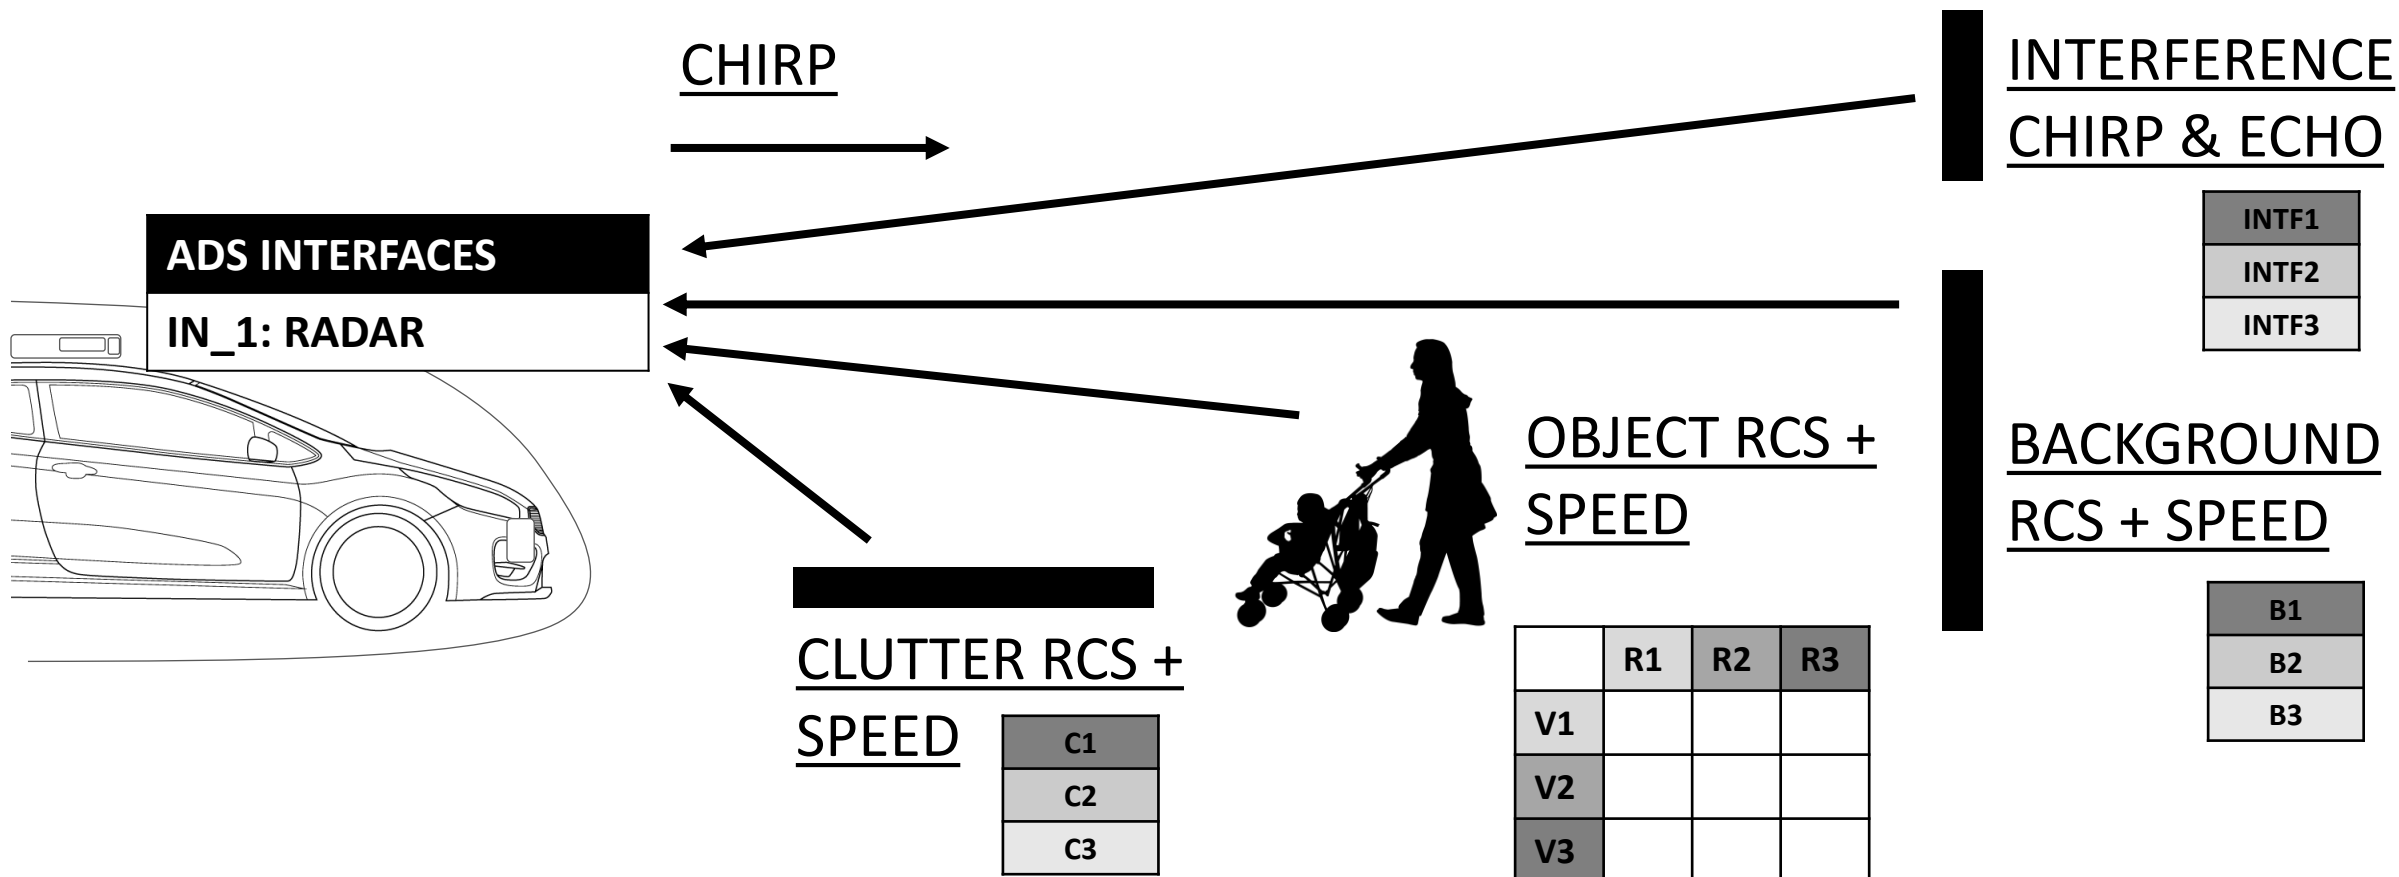 CHIRP
INTERFERENCE
CHIRP & ECHO
INTF1
INTF2
INTF3
ADS INTERFACES
IN_1: RADAR
OBJECT RCS +
SPEED
R1 R2 R3
V1
V2
V3
BACKGROUND
RCS + SPEED
B1
B2
B3
CLUTTER RCS +
SPEED
C1
C2
C3